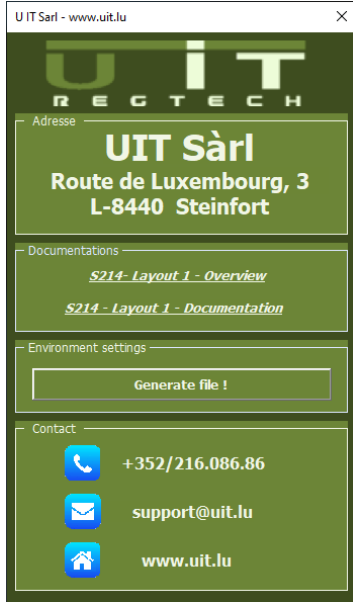 U IT Sarl - www.uit.lu
U IT
REGTECH
Adresse
UIT Sàrl
Route de Luxembourg, 3
L-8440 Steinfort
Documentations
S214- Layout 1 - Overview
S214 - Layout 1 - Documentation
Environment settings
Generate file !
Contact
+352/216.086.86
support@uit.lu
www.uit.lu